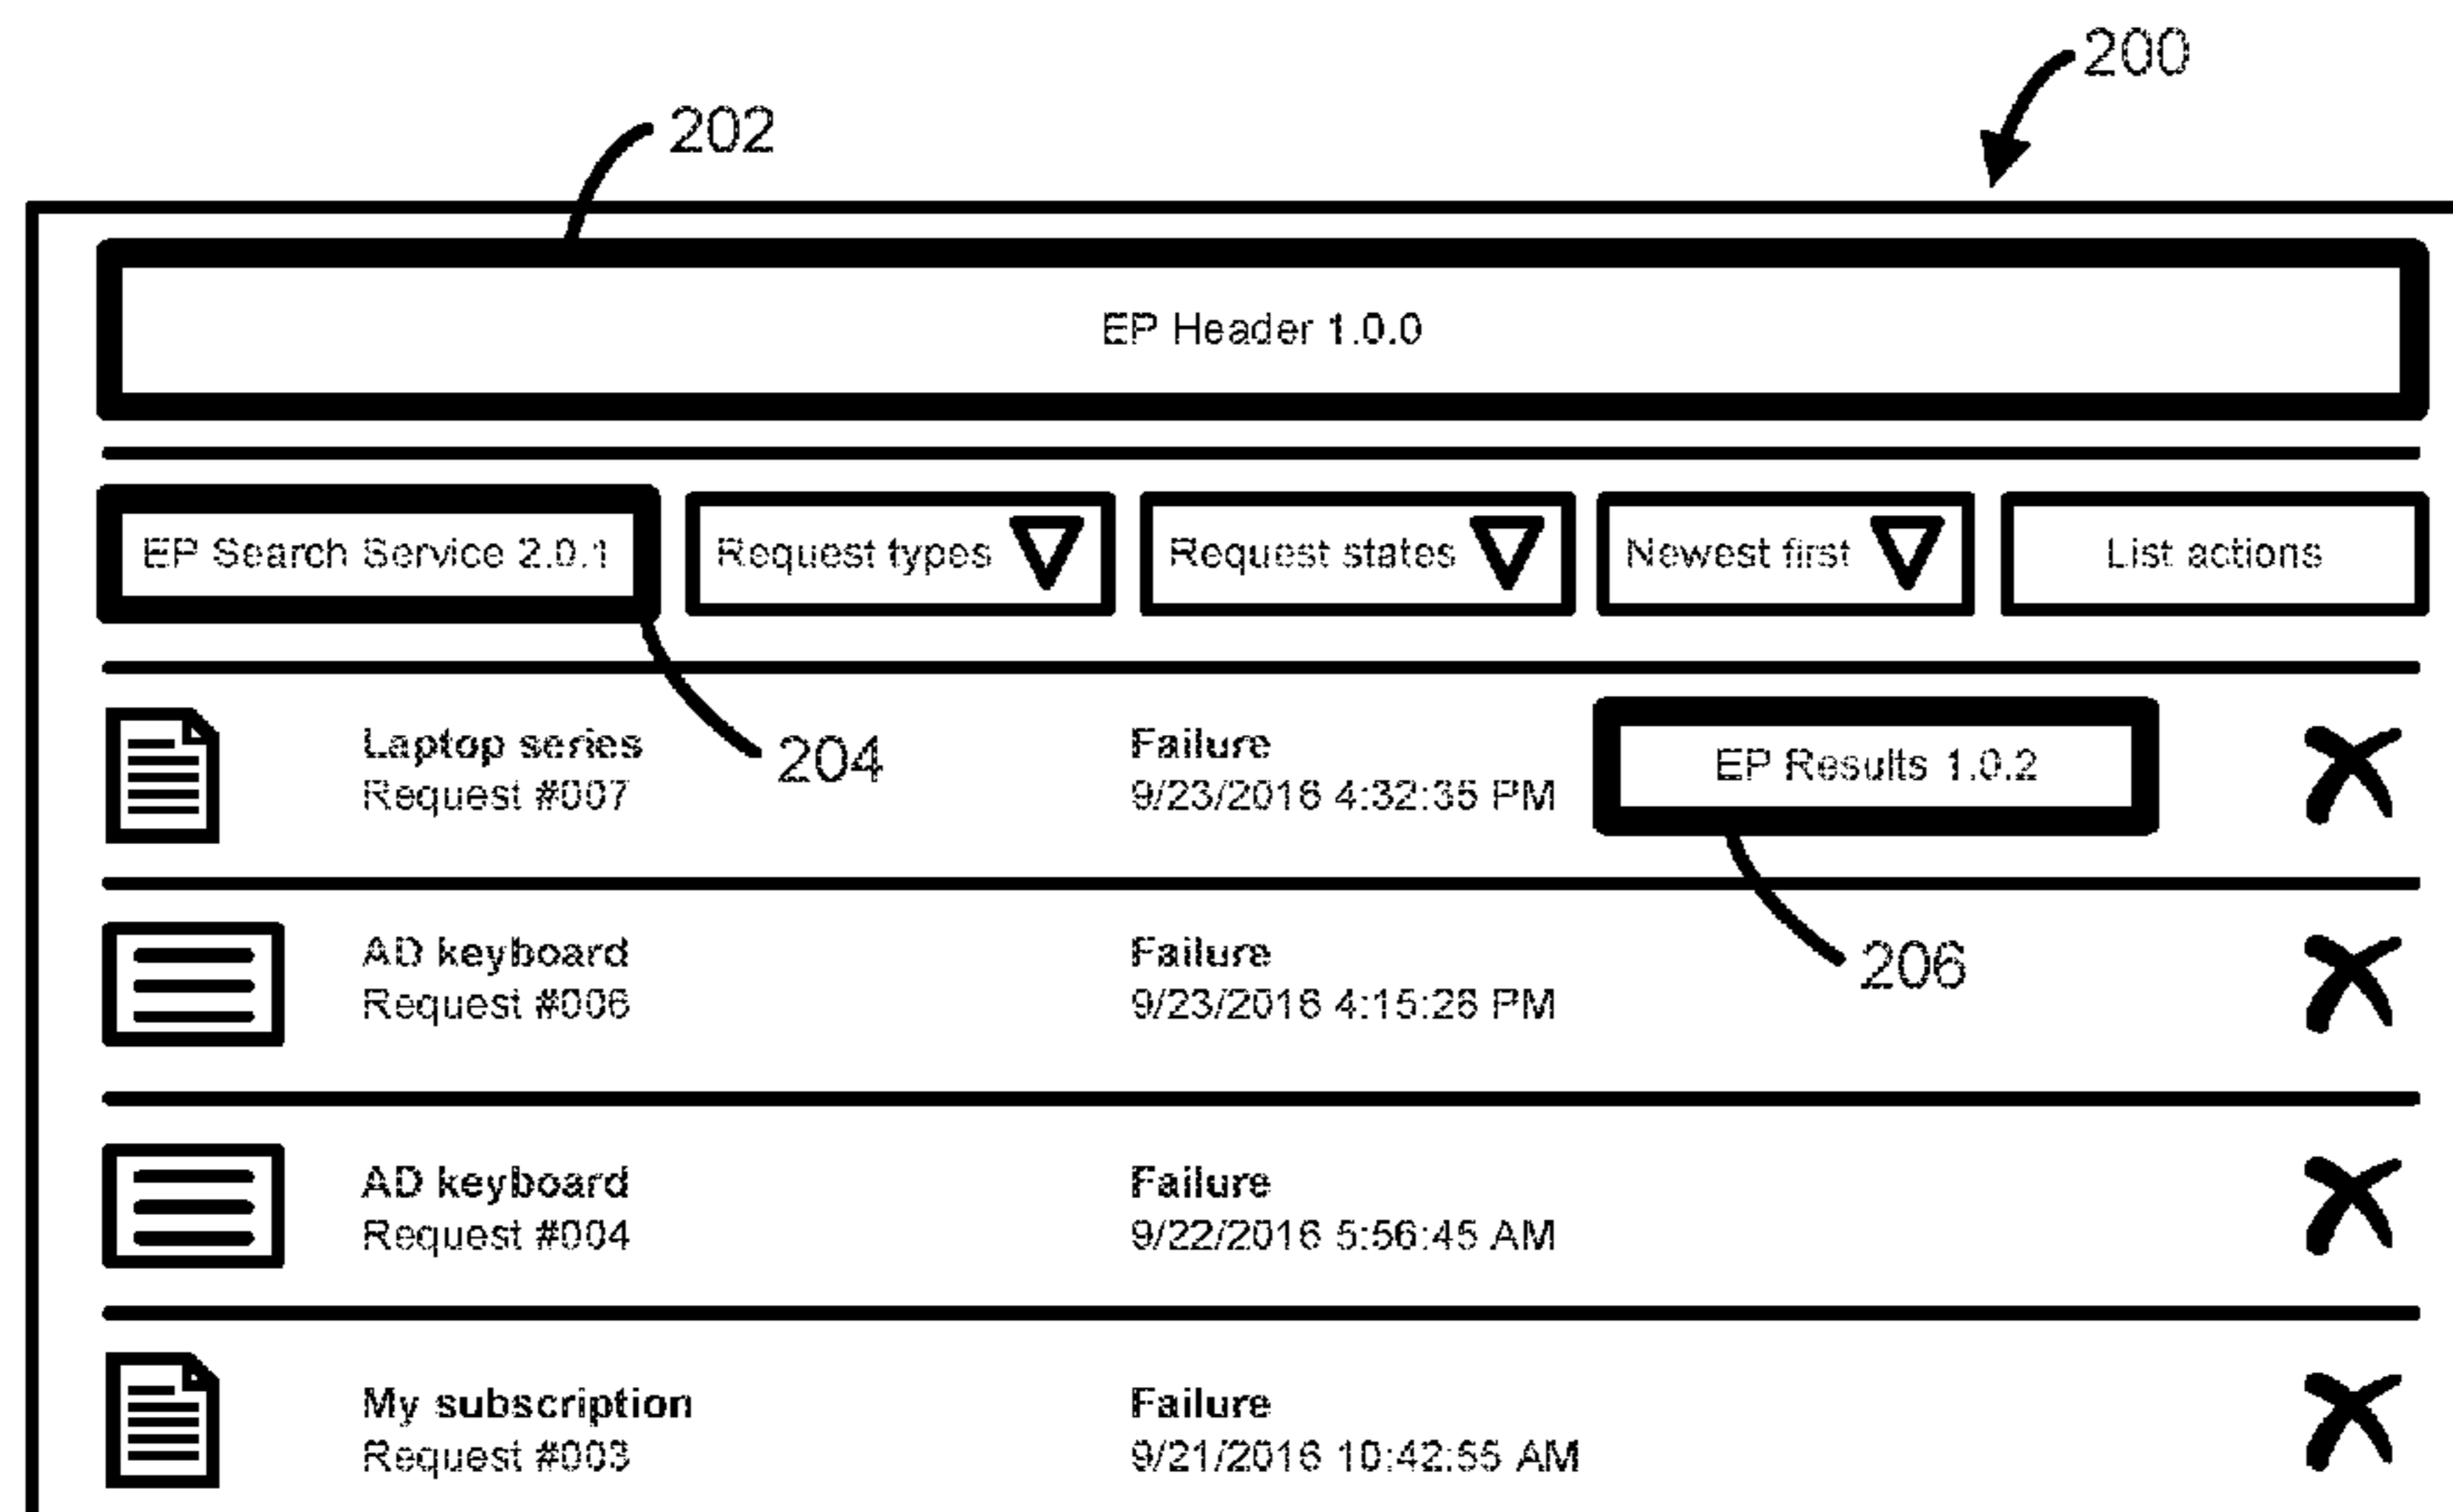 200
202
EP Header 1.0.0
EP Search Service 2.0.1 Request types Request states Newest first List actions
Laptop series Failure
Request #007 9/23/2016 4:32:35 PM
EP Results 1.0.2
204
AD keyboard Failure
Request #006 9/23/2016 4:15:26 PM
206
AD keyboard Failure
Request #004 9/22/2016 5:56:45 AM
My subscription Failure
Request #003 9/21/2016 10:42:55 AM